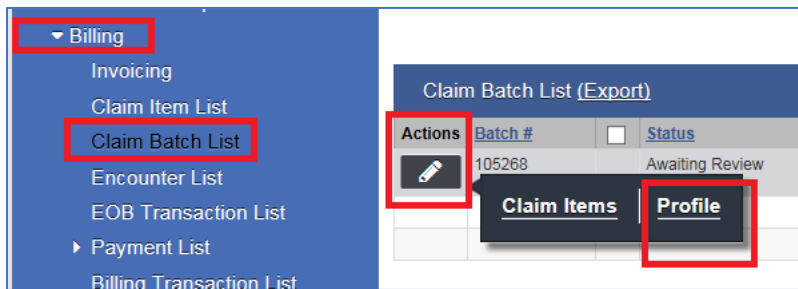 Billing
Invoicing
Claim Item List
Claim Batch List
Encounter List
EOB Transaction List
Payment List
Billing Transaction List
Claim Batch List (Export)
Actions Batch # Status
105268 Awaiting Review
Claim Items Profile